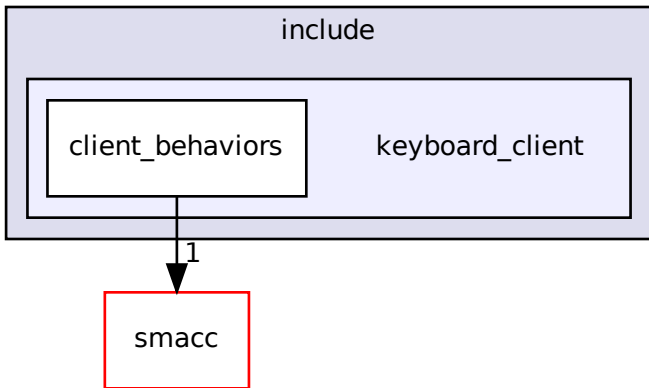 include
client_behaviors
keyboard_client
1
smacc